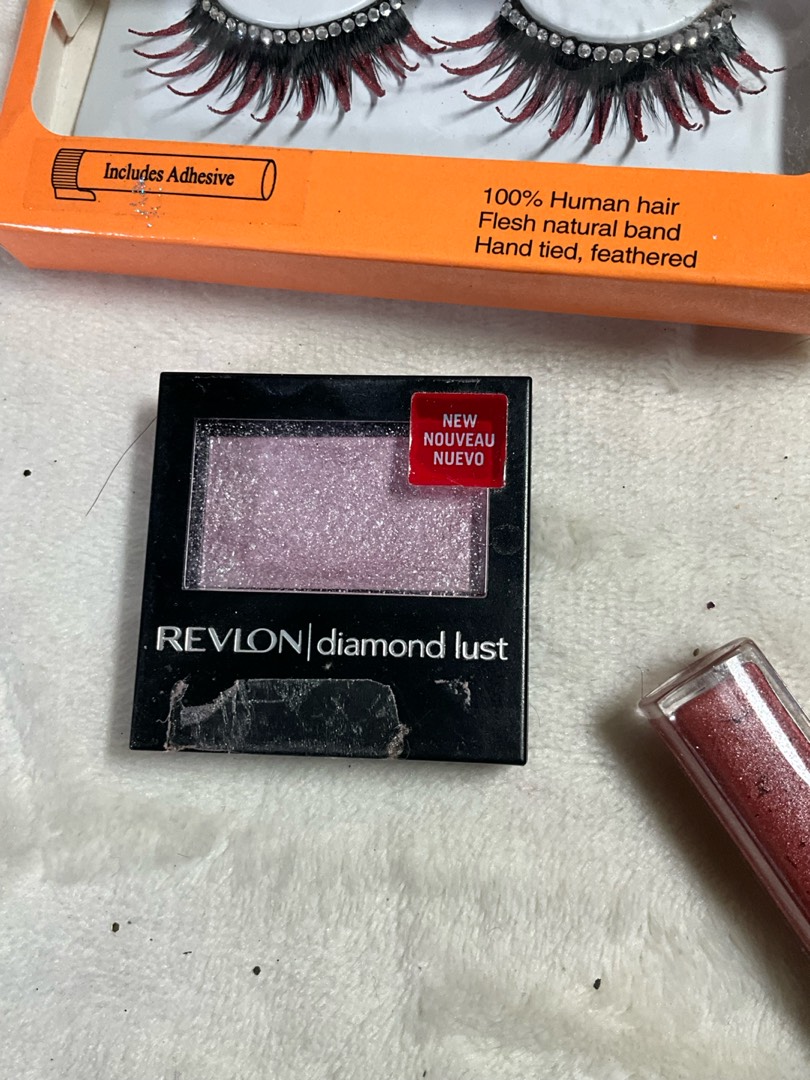 Includes Adhesive
100% Human hair
Flesh natural band
Hand tied, feathered
NEW
NOUVEAU
NUEVO
REVLON | diamond lust